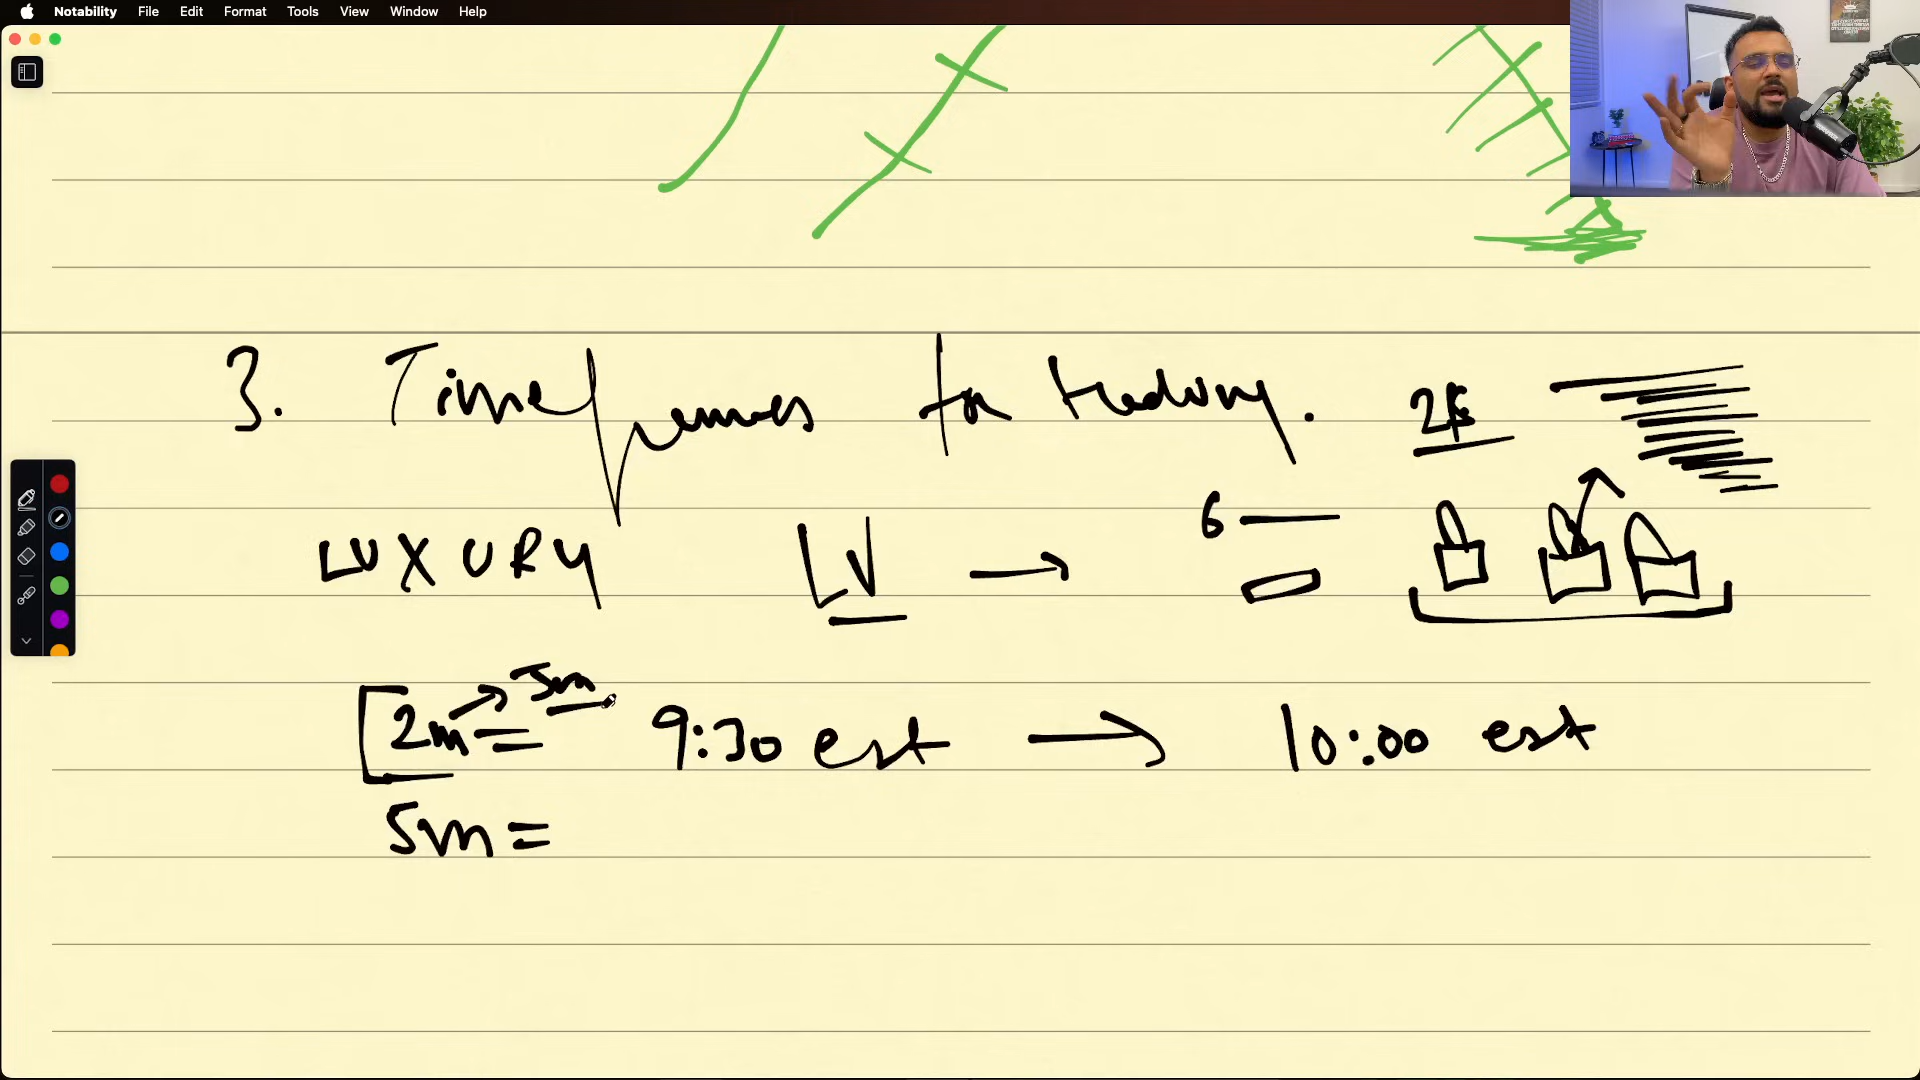 Notability File Edit Format Tools View Window Help
3. Timeframes for trading. 2k
LUXURY LV → 6
2m → 5m = 9:30 est → 10:00 est
5m =